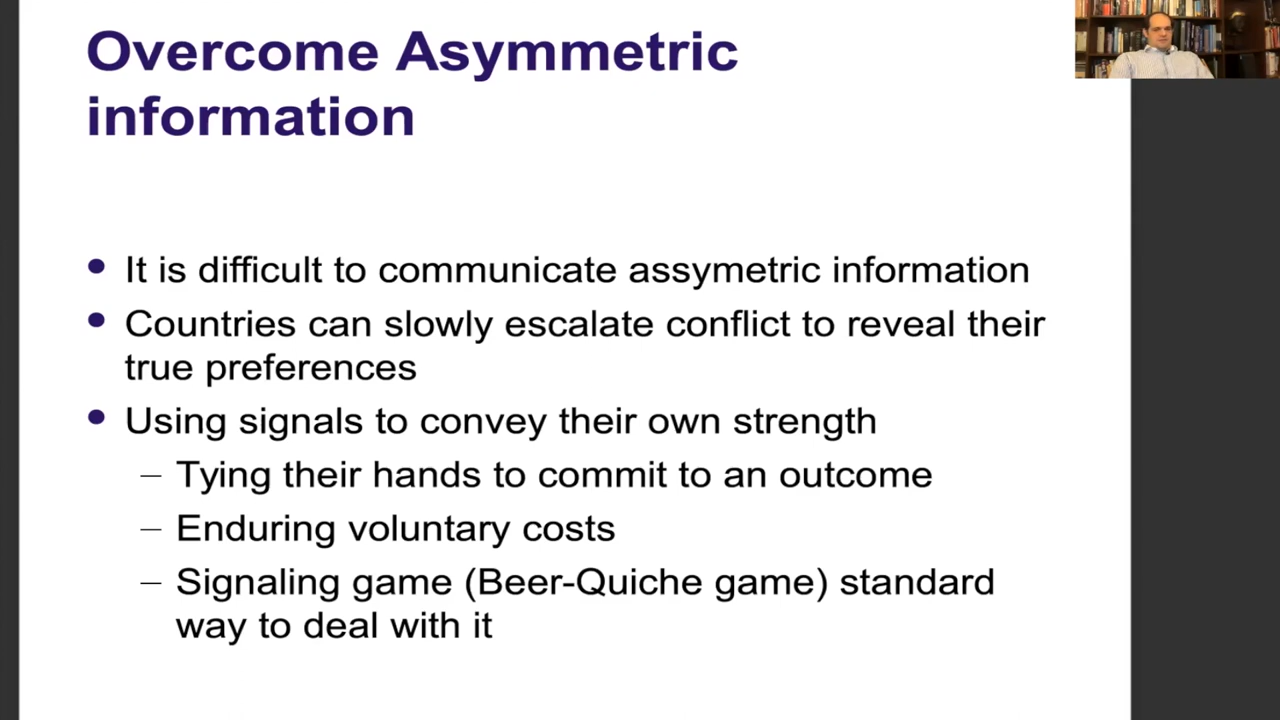 Overcome Asymmetric
information
• It is difficult to communicate assymetric information
• Countries can slowly escalate conflict to reveal their
true preferences
• Using signals to convey their own strength
– Tying their hands to commit to an outcome
– Enduring voluntary costs
– Signaling game (Beer-Quiche game) standard
way to deal with it